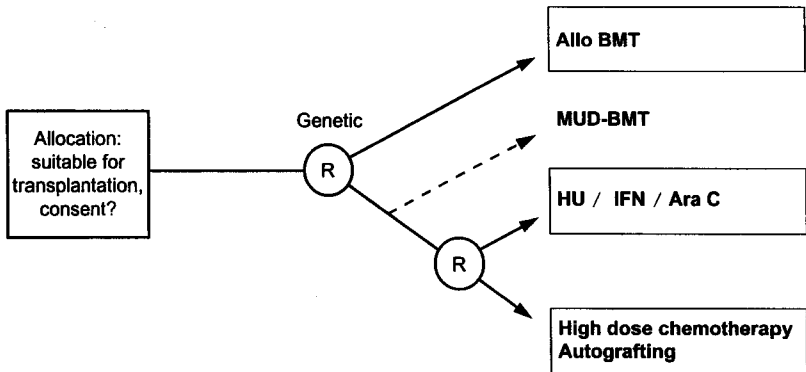 Allocation:
suitable for
transplantation,
consent?
Genetic
R
Allo BMT
MUD-BMT
R
HU / IFN / Ara C
High dose chemotherapy
Autografting